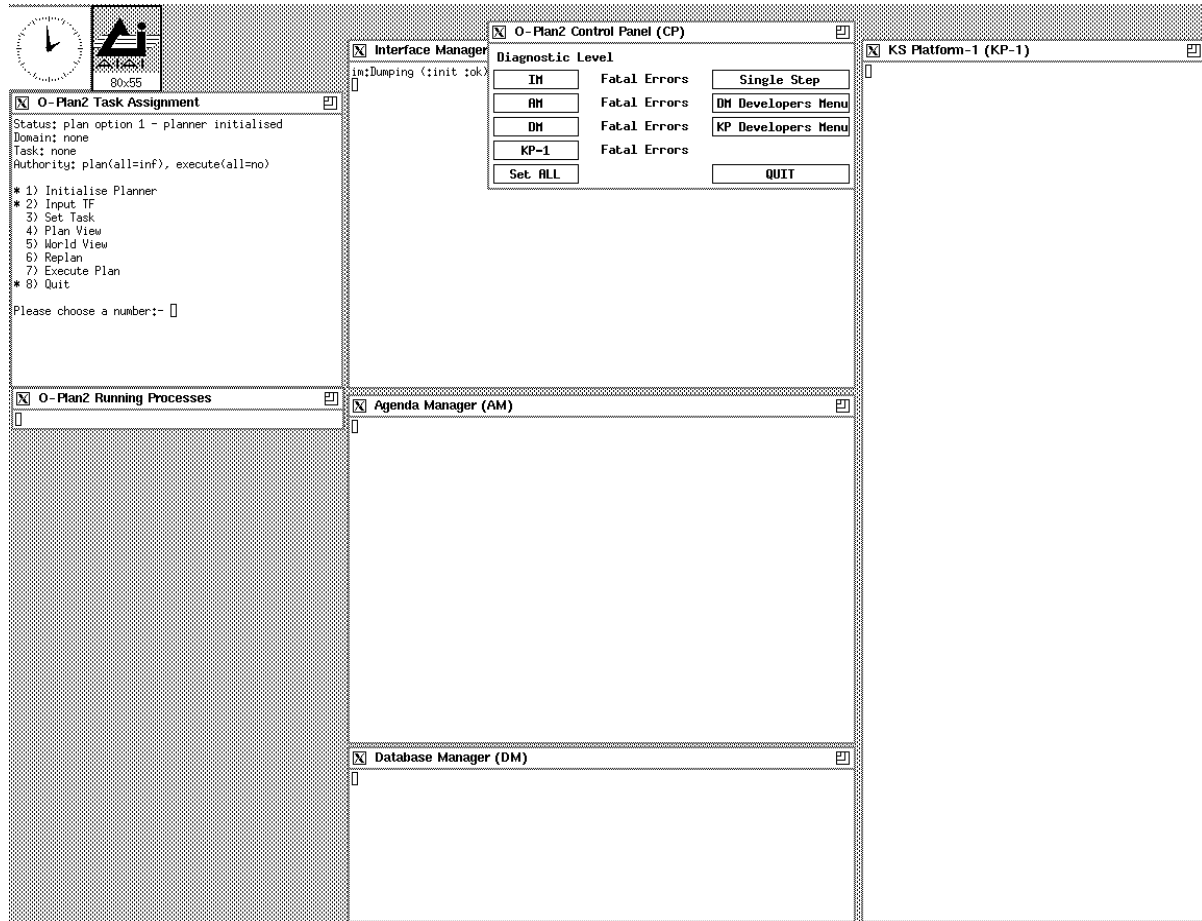 AIAI
80x55
O-Plan2 Task Assignment
Status: plan option 1 - planner initialised
Domain: none
Task: none
Authority: plan(all=inf), execute(all=no)
* 1) Initialise Planner
* 2) Input TF
3) Set Task
4) Plan View
5) World View
6) Replan
7) Execute Plan
* 8) Quit
Please choose a number:-
O-Plan2 Running Processes
Interface Manager
im:Dumping (:init :ok)
O-Plan2 Control Panel (CP)
Diagnostic Level
IM Fatal Errors Single Step
AM Fatal Errors DM Developers Menu
DM Fatal Errors KP Developers Menu
KP-1 Fatal Errors
Set ALL QUIT
Agenda Manager (AM)
Database Manager (DM)
KS Platform-1 (KP-1)